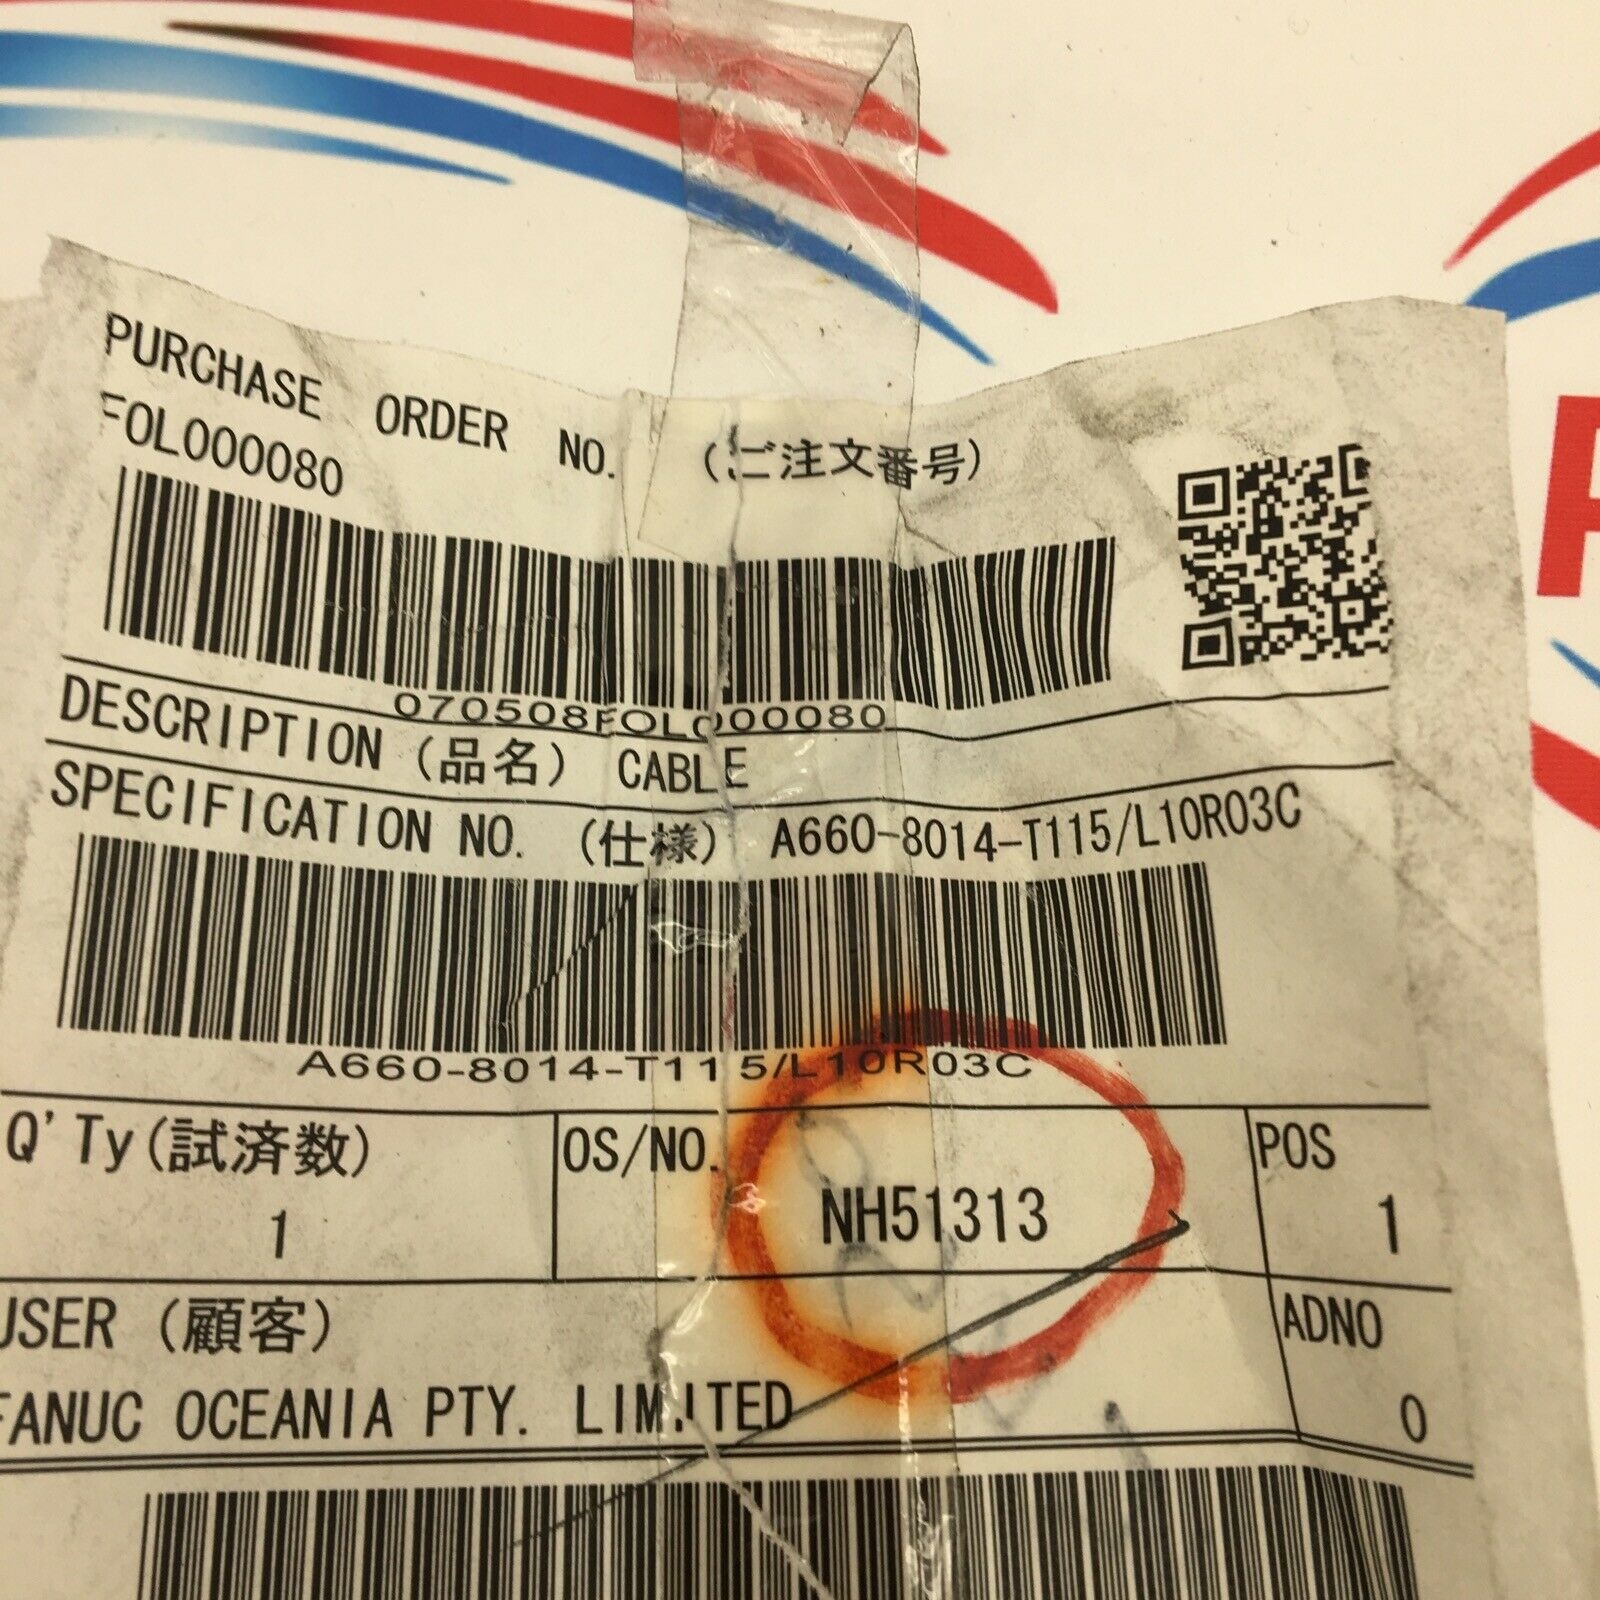 PURCHASE ORDER NO. (ご注文番号)
FOL000080
070508FOL000080
DESCRIPTION (品名) CABLE
SPECIFICATION NO. (仕様) A660-8014-T115/L10R03C
A660-8014-T115/L10R03C
Q'Ty(試済数)
1
OS/NO.
NH51313
POS
1
USER (顧客)
FANUC OCEANIA PTY. LIMITED
ADNO
0